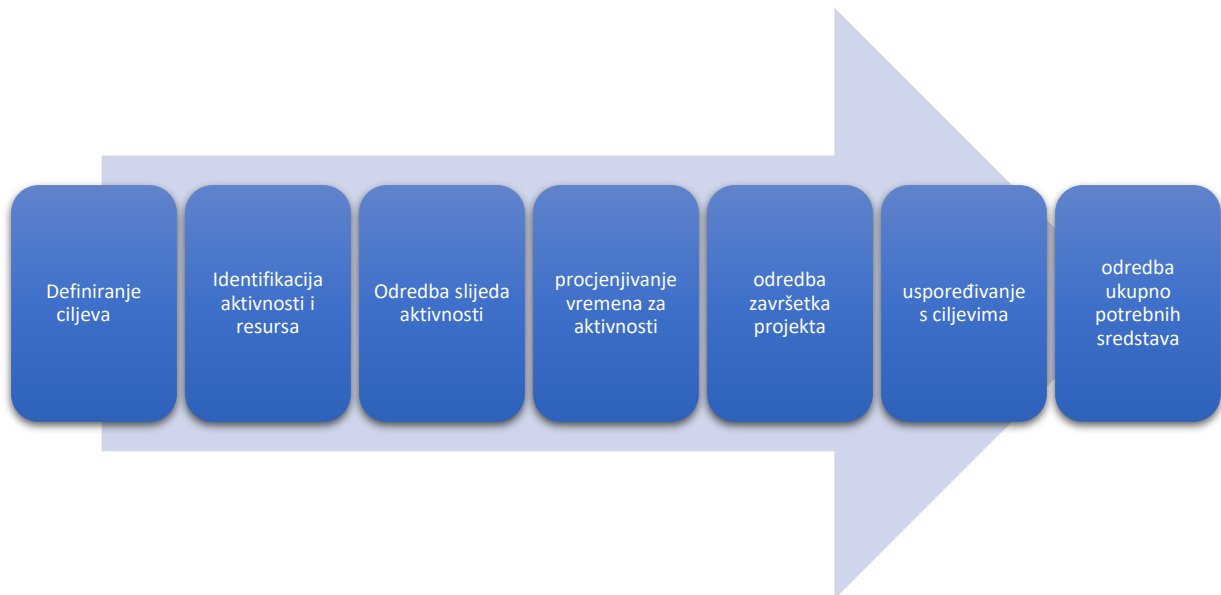 Definiranje
ciljeva
Identifikacija
aktivnosti i
resursa
Odredba slijeda
aktivnosti
procjenjivanje
vremena za
aktivnosti
odredba
završetka
projekta
uspoređivanje
s ciljevima
odredba
ukupno
potrebnih
sredstava